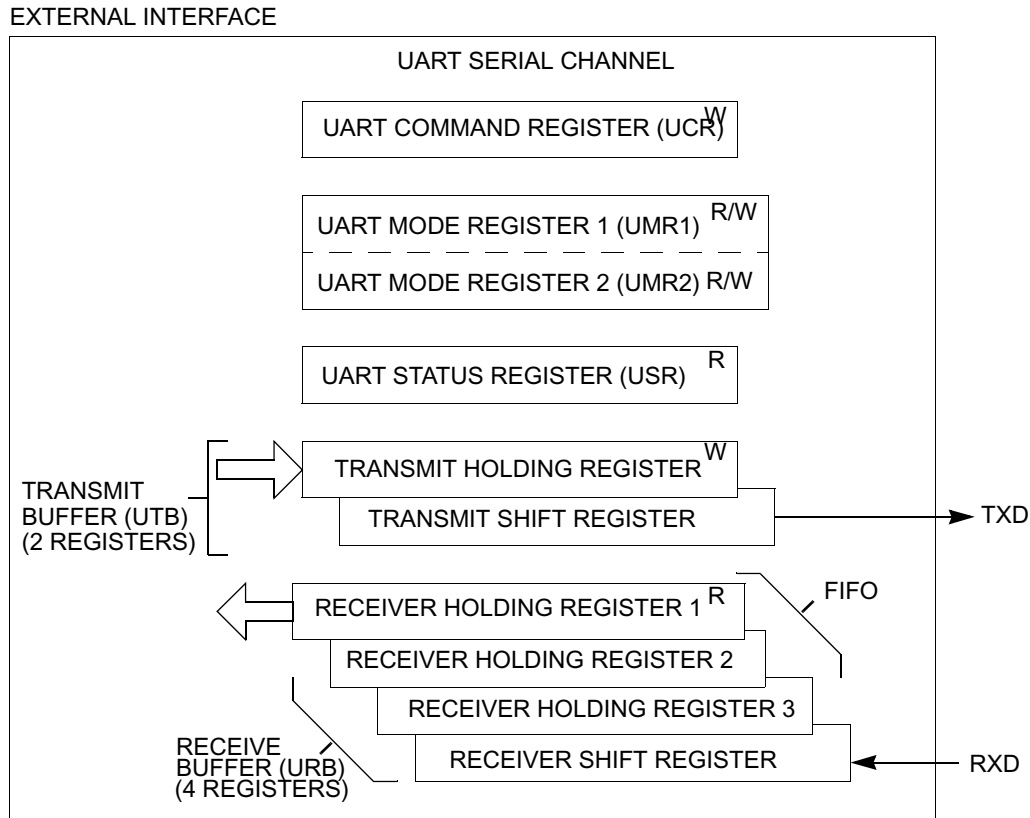 EXTERNAL INTERFACE
UART SERIAL CHANNEL
UART COMMAND REGISTER (UCR) W
UART MODE REGISTER 1 (UMR1) R/W
UART MODE REGISTER 2 (UMR2) R/W
UART STATUS REGISTER (USR) R
TRANSMIT HOLDING REGISTER W
TRANSMIT SHIFT REGISTER
TRANSMIT
BUFFER (UTB)
(2 REGISTERS)
TXD
RECEIVER HOLDING REGISTER 1 R
FIFO
RECEIVER HOLDING REGISTER 2
RECEIVER HOLDING REGISTER 3
RECEIVER SHIFT REGISTER
RECEIVE
BUFFER (URB)
(4 REGISTERS)
RXD